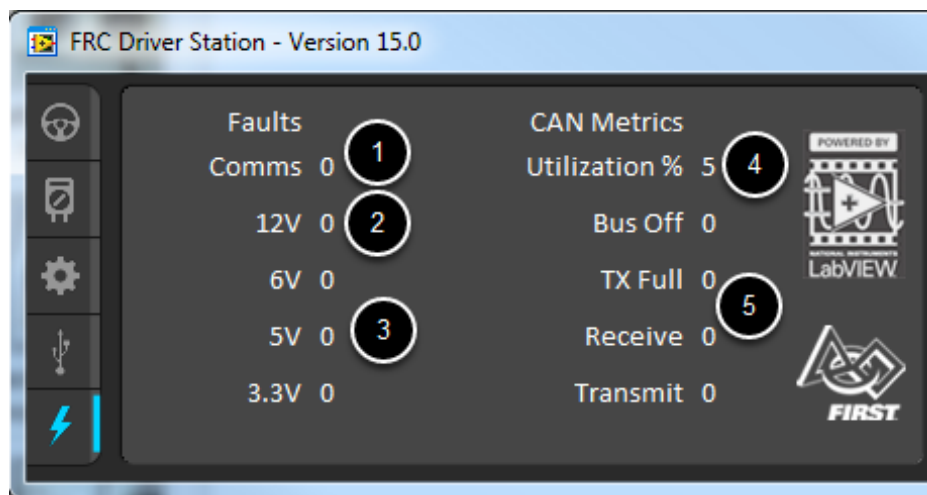 FRC Driver Station - Version 15.0
Faults
Comms 0 1
12V 0 2
6V 0
5V 0 3
3.3V 0
CAN Metrics
Utilization % 5 4
Bus Off 0
TX Full 0
5
Receive 0
Transmit 0
POWERED BY
NATIONAL INSTRUMENTS
LabVIEW
FIRST